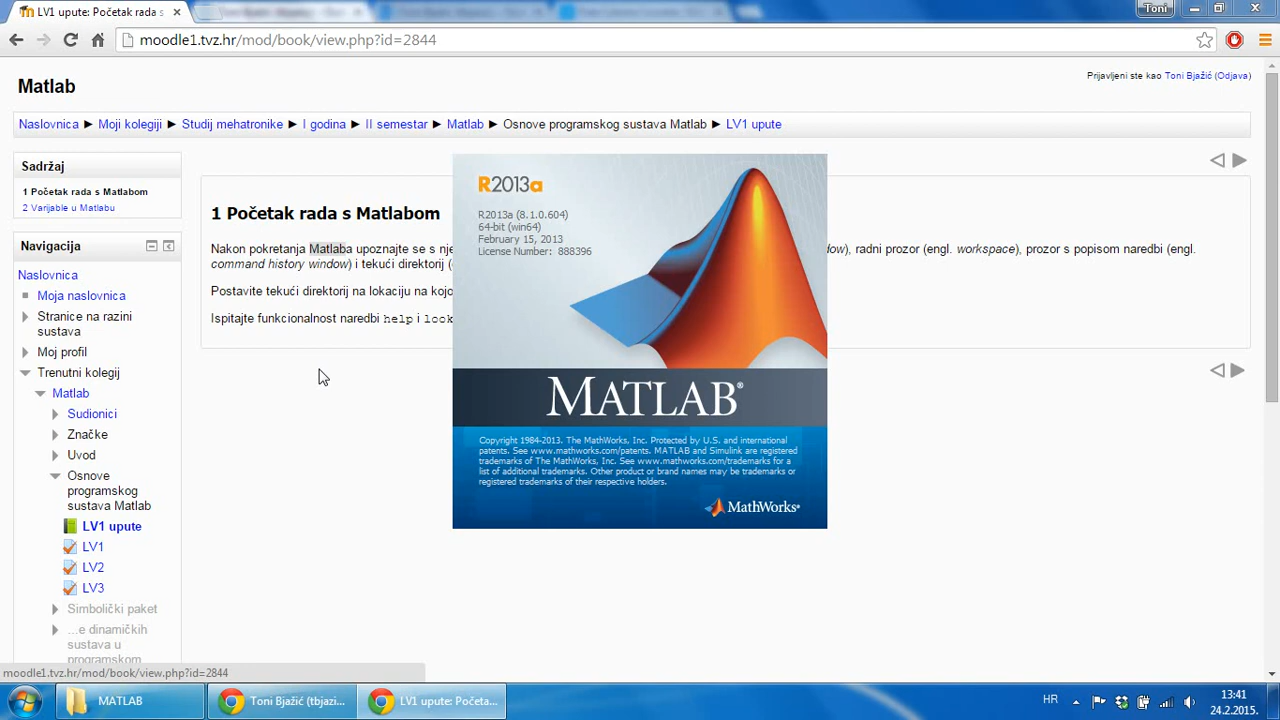 LV1 upute: Početak rada s
Toni
moodle1.tvz.hr/mod/book/view.php?id=2844
Matlab
Prijavljeni ste kao Toni Bjažić (Odjava)
Naslovnica ► Moji kolegiji ► Studij mehatronike ► I godina ► II semestar ► Matlab ► Osnove programskog sustava Matlab ► LV1 upute
Sadržaj
1 Početak rada s Matlabom
2 Varijable u Matlabu
Navigacija
Naslovnica
Moja naslovnica
Stranice na razini
sustava
Moj profil
Trenutni kolegij
Matlab
Sudionici
Značke
Uvod
Osnove
programskog
sustava Matlab
LV1 upute
LV1
LV2
LV3
Simbolički paket
...e dinamičkih
sustava u
programskom
1 Početak rada s Matlabom
Nakon pokretanja Matlaba upoznajte se s nje
dow), radni prozor (engl. workspace), prozor s popisom naredbi (engl.
command history window) i tekući direktorij (
Postavite tekući direktorij na lokaciju na kojo
Ispitajte funkcionalnost naredbi help i look
R2013a
R2013a (8.1.0.604)
64-bit (win64)
February 15, 2013
License Number: 888396
MATLAB®
Copyright 1984-2013. The MathWorks, Inc. Protected by U.S. and international
patents. See www.mathworks.com/patents. MATLAB and Simulink are registered
trademarks of The MathWorks, Inc. See www.mathworks.com/trademarks for a
list of additional trademarks. Other product or brand names may be trademarks or
registered trademarks of their respective holders.
MathWorks®
moodle1.tvz.hr/mod/book/view.php?id=2844
MATLAB
Toni Bjažić (tbjazi...
LV1 upute: Početa...
HR
13:41
24.2.2015.